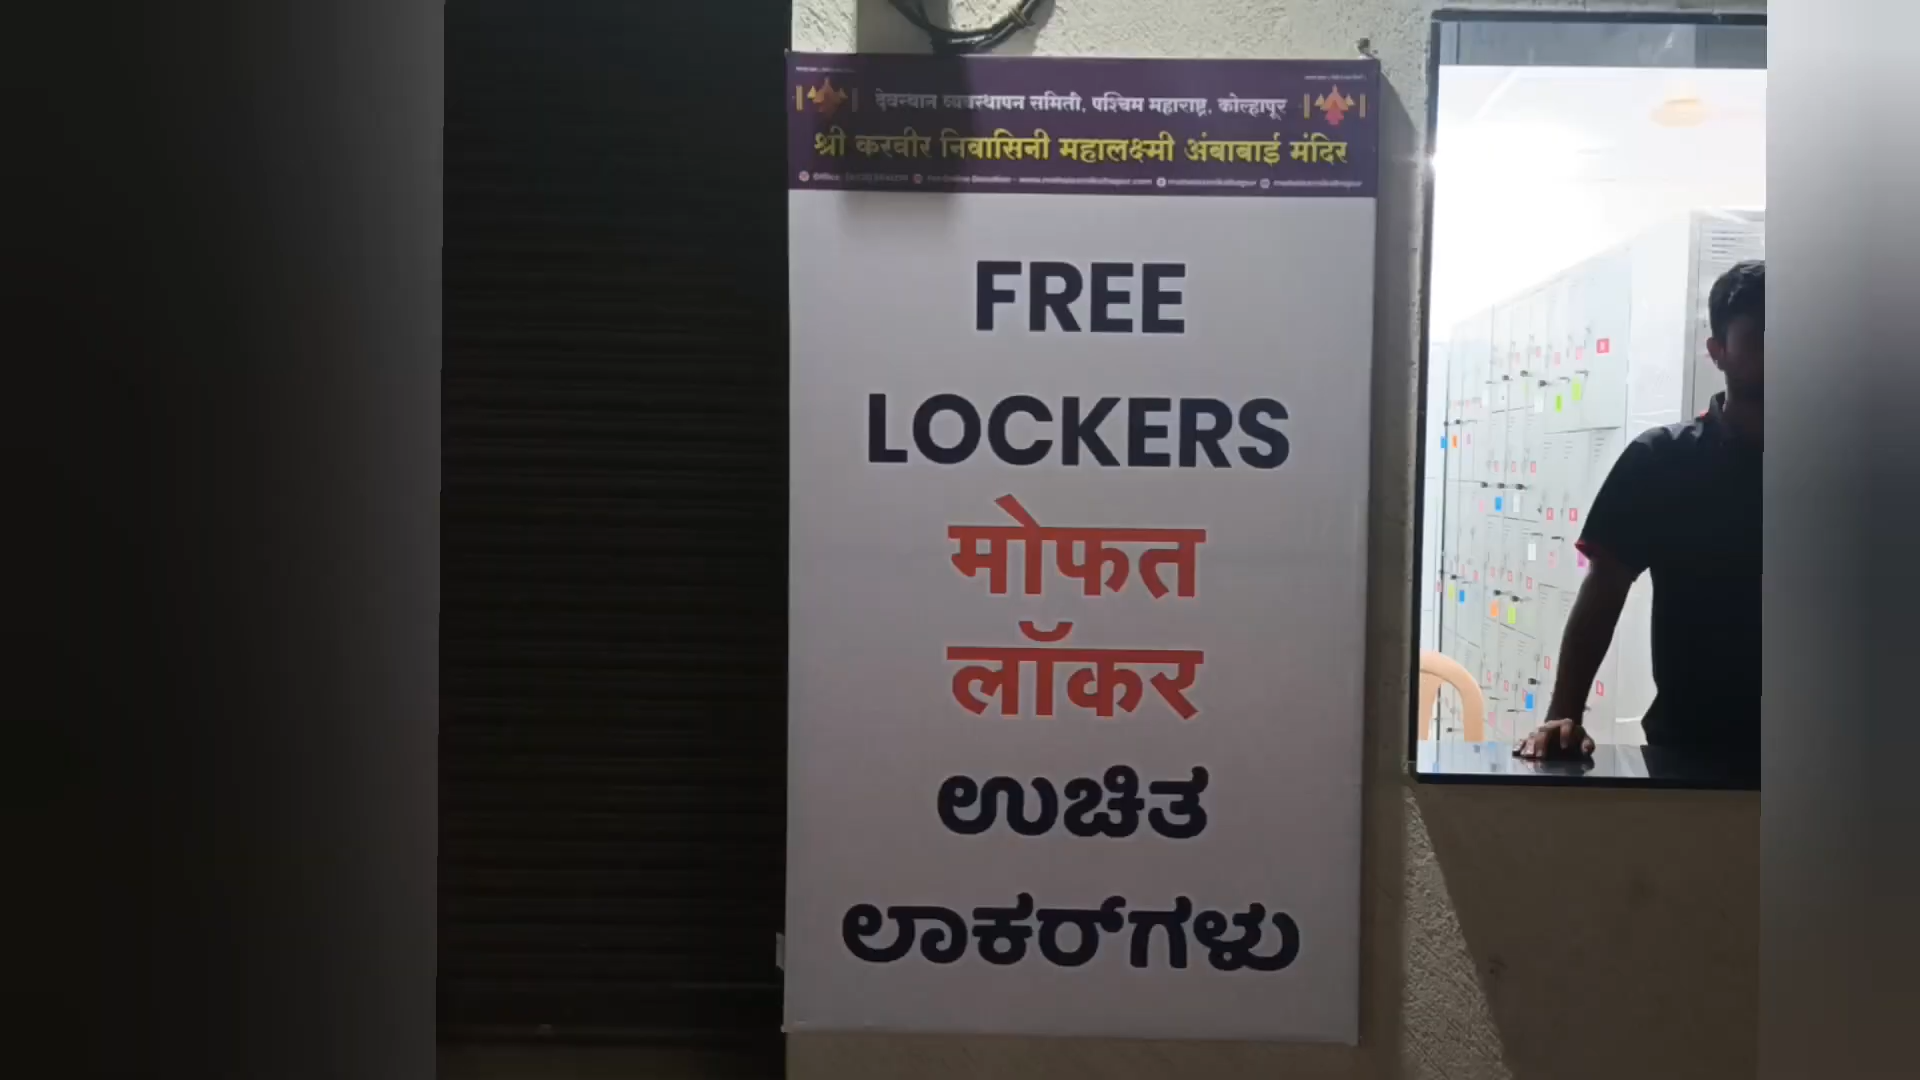 देवस्थान व्यवस्थापन समिती, पश्चिम महाराष्ट्र, कोल्हापूर
श्री करवीर निवासिनी महालक्ष्मी अंबाबाई मंदिर
FREE
LOCKERS
मोफत
लॉकर
ಉಚಿತ
ಲಾಕರ್‌ಗಳು